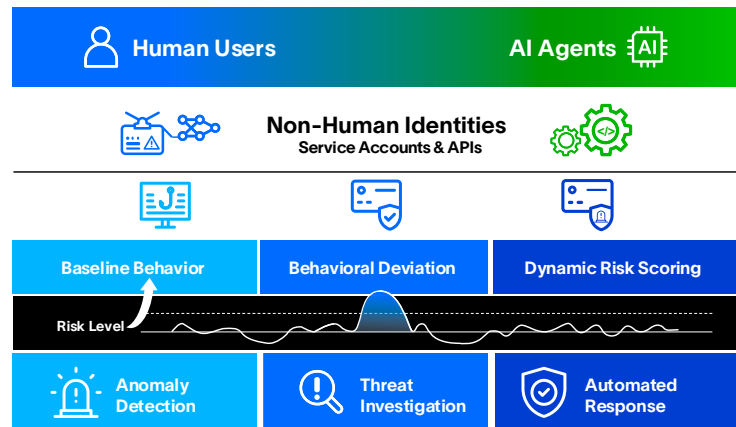 Human Users
AI Agents
AI
Non-Human Identities
Service Accounts & APIs
</>
Baseline Behavior
Behavioral Deviation
Dynamic Risk Scoring
Risk Level
Anomaly
Detection
Threat
Investigation
Automated
Response